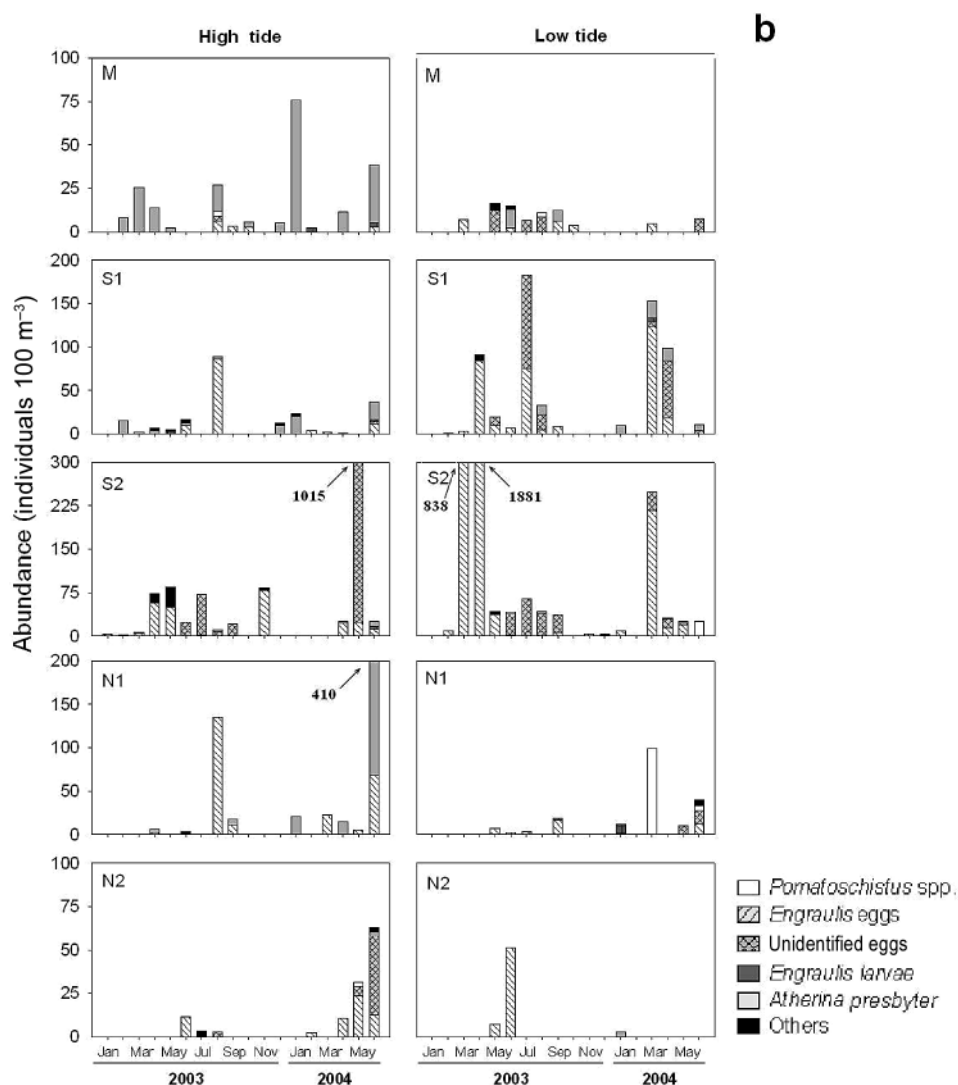 High tide
Low tide
b
Abundance (individuals 100 m⁻³)
M
100
75
50
25
0
M
S1
200
150
100
50
0
S1
S2
300
225
150
75
0
1015
S2
838
1881
N1
200
150
100
50
0
410
N1
N2
100
75
50
25
0
N2
Jan Mar May Jul Sep Nov Jan Mar May
2003 2004
Jan Mar May Jul Sep Nov Jan Mar May
2003 2004
Pomatoschistus spp.
Engraulis eggs
Unidentified eggs
Engraulis larvae
Atherina presbyter
Others